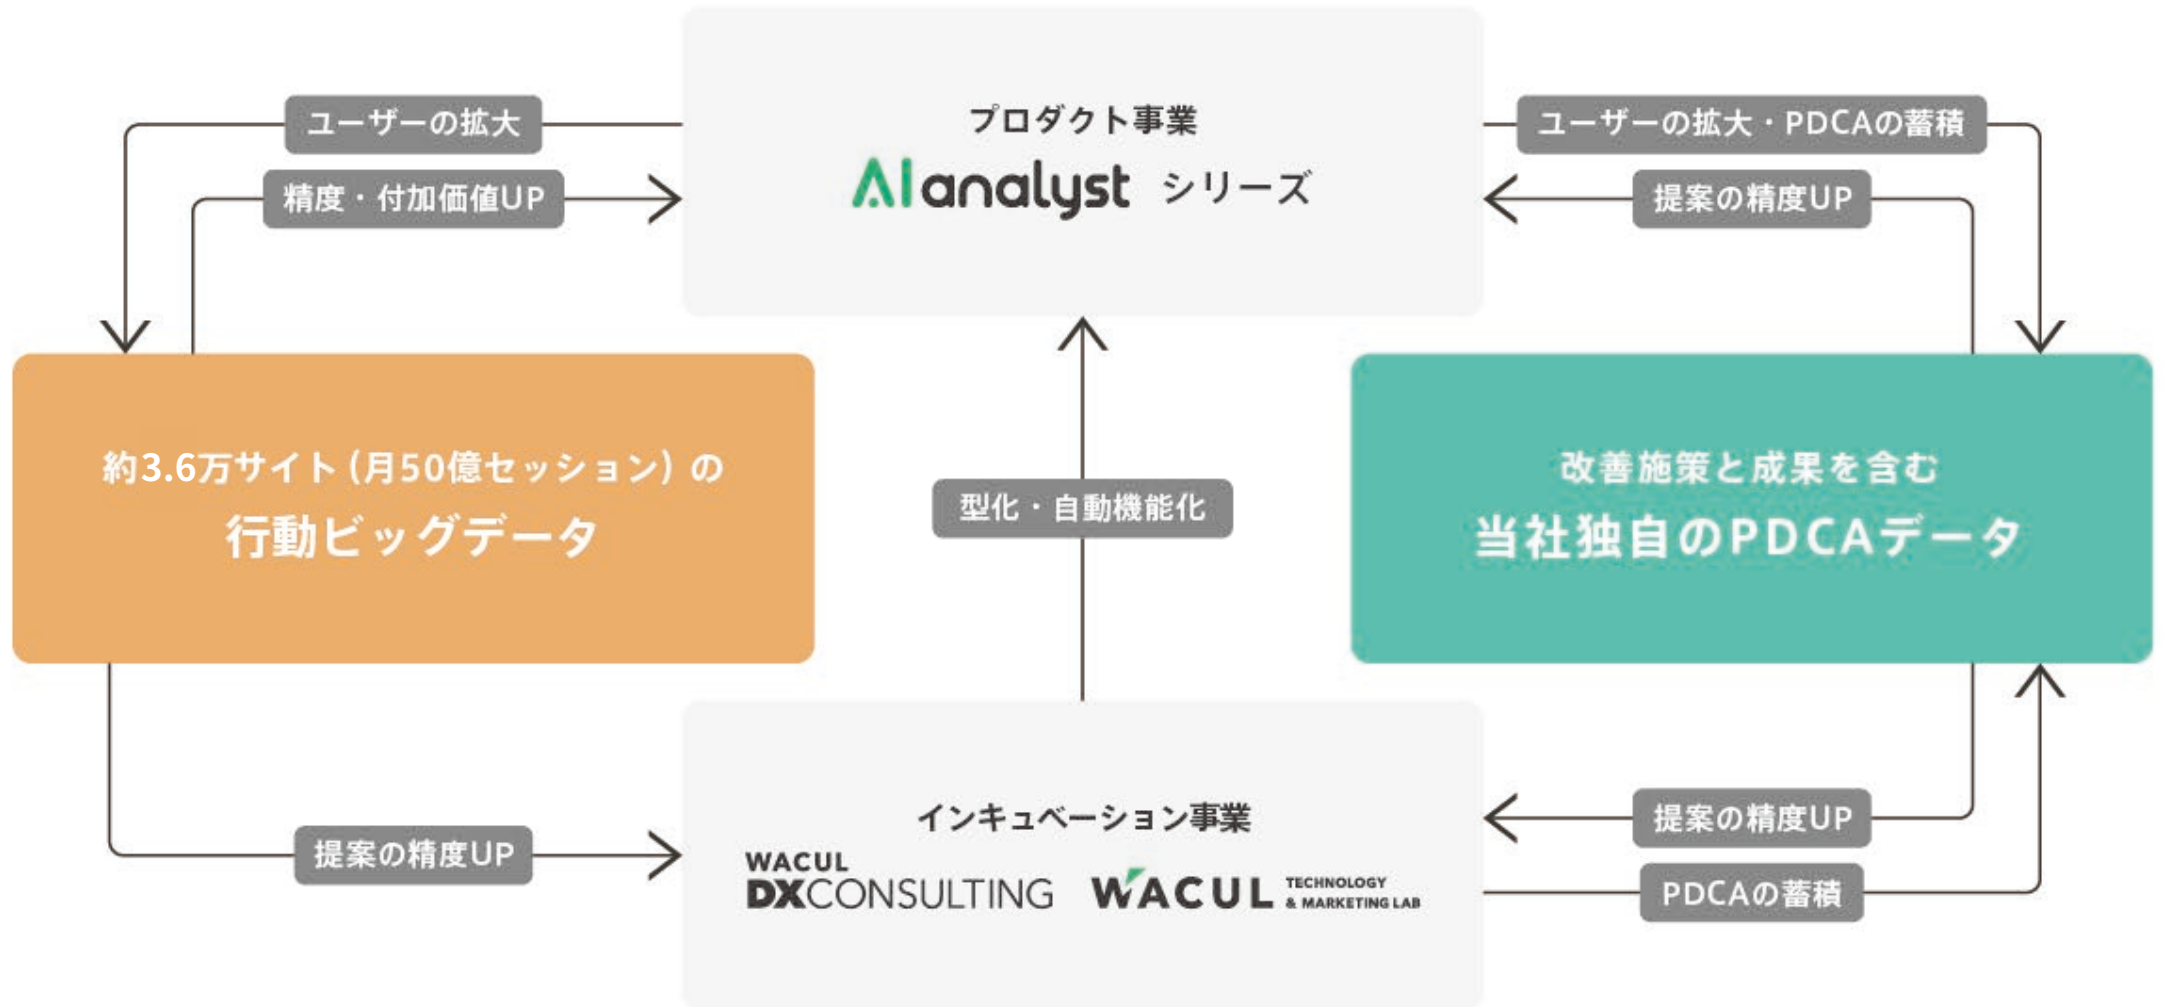 プロダクト事業
AI analyst シリーズ
ユーザーの拡大
精度・付加価値UP
ユーザーの拡大・PDCAの蓄積
提案の精度UP
約3.6万サイト(月50億セッション)の
行動ビッグデータ
型化・自動機能化
改善施策と成果を含む
当社独自のPDCAデータ
インキュベーション事業
WACUL
DXCONSULTING
WACUL TECHNOLOGY
& MARKETING LAB
提案の精度UP
提案の精度UP
PDCAの蓄積